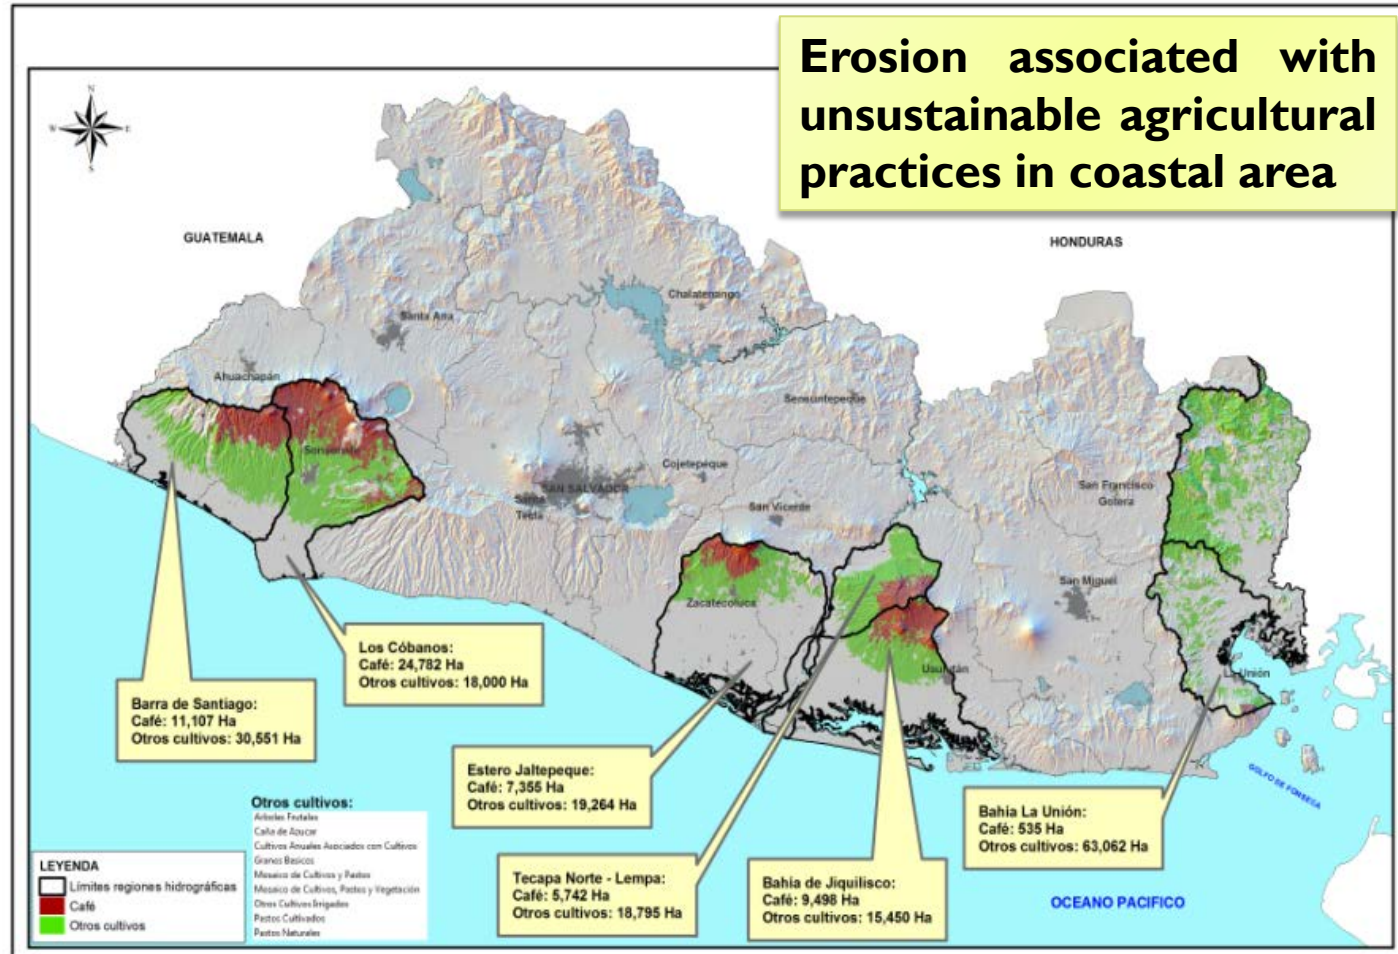 Erosion associated with
unsustainable agricultural
practices in coastal area
N
W
E
S
GUATEMALA
HONDURAS
Chalatenango
Santa Ana
Ahuachapán
Sensuntepeque
Sonsonate
Cojetepeque
SAN SALVADOR
Santa
Tecla
San Vicente
San Francisco
Gotera
Zacatecoluca
San Miguel
Usulután
La Unión
Los Cóbanos:
Café: 24,782 Ha
Otros cultivos: 18,000 Ha
Barra de Santiago:
Café: 11,107 Ha
Otros cultivos: 30,551 Ha
Estero Jaltepeque:
Café: 7,355 Ha
Otros cultivos: 19,264 Ha
GOLFO DE FONSECA
Bahía La Unión:
Café: 535 Ha
Otros cultivos: 63,062 Ha
Tecapa Norte - Lempa:
Café: 5,742 Ha
Otros cultivos: 18,795 Ha
Bahía de Jiquilisco:
Café: 9,498 Ha
Otros cultivos: 15,450 Ha
OCEANO PACIFICO
Otros cultivos:
Arboles Frutales
Caña de Azucar
Cultivos Anuales Asociados con Cultivos
Granos Basicos
Mosaico de Cultivos y Pastos
Mosaico de Cultivos, Pastos y Vegetación
Otros Cultivos Irrigados
Pastos Cultivados
Pastos Naturales
LEYENDA
Límites regiones hidrográficas
Café
Otros cultivos